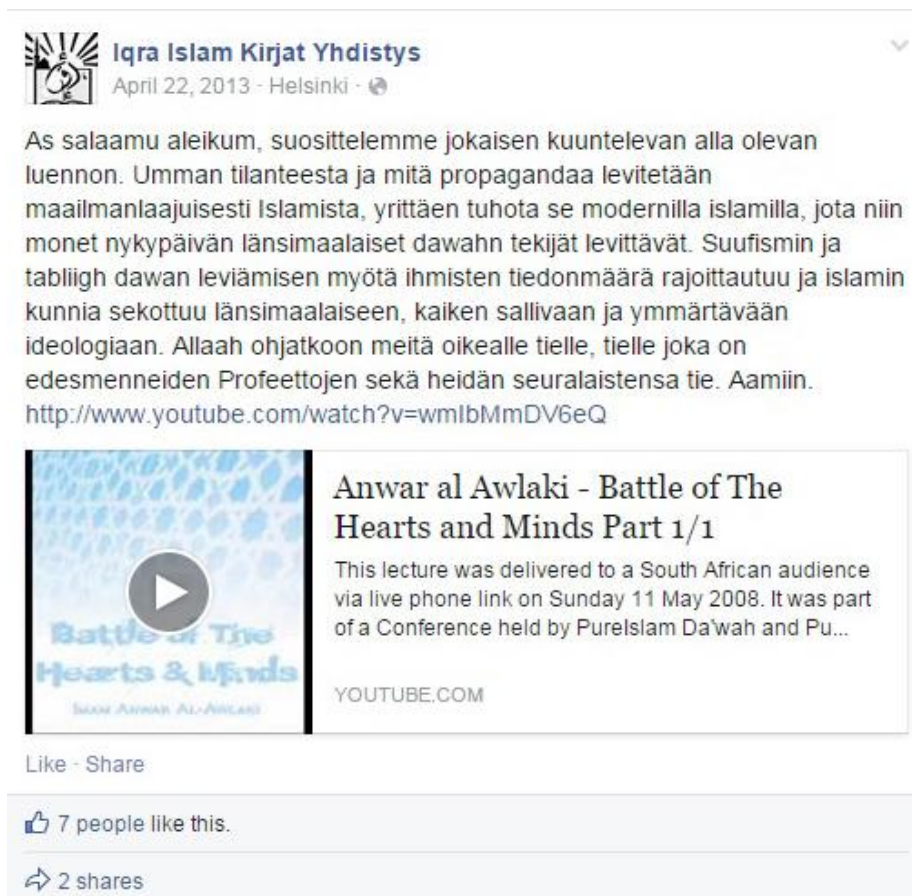 Iqra Islam Kirjat Yhdistys
April 22, 2013 · Helsinki ·
As salaamu aleikum, suosittelemme jokaisen kuuntelevan alla olevan
luennon. Umman tilanteesta ja mitä propagandaa levitetään
maailmanlaajuisesti Islamista, yrittäen tuhota se modernilla islamilla, jota niin
monet nykypäivän länsimaalaiset dawahn tekijät levittävät. Suufismin ja
tabliigh dawan leviämisen myötä ihmisten tiedonmäärä rajoittautuu ja islamin
kunnia sekottuu länsimaalaiseen, kaiken sallivaan ja ymmärtävään
ideologiaan. Allaah ohjatkoon meitä oikealle tielle, tielle joka on
edesmenneiden Profeettojen sekä heidän seuralaistensa tie. Aamiin.
http://www.youtube.com/watch?v=wmIbMmDV6eQ
Battle of The
Hearts & Minds
Imam Anwar Al-Awlaki
Anwar al Awlaki - Battle of The
Hearts and Minds Part 1/1
This lecture was delivered to a South African audience
via live phone link on Sunday 11 May 2008. It was part
of a Conference held by PureIslam Da'wah and Pu...
YOUTUBE.COM
Like · Share
7 people like this.
2 shares